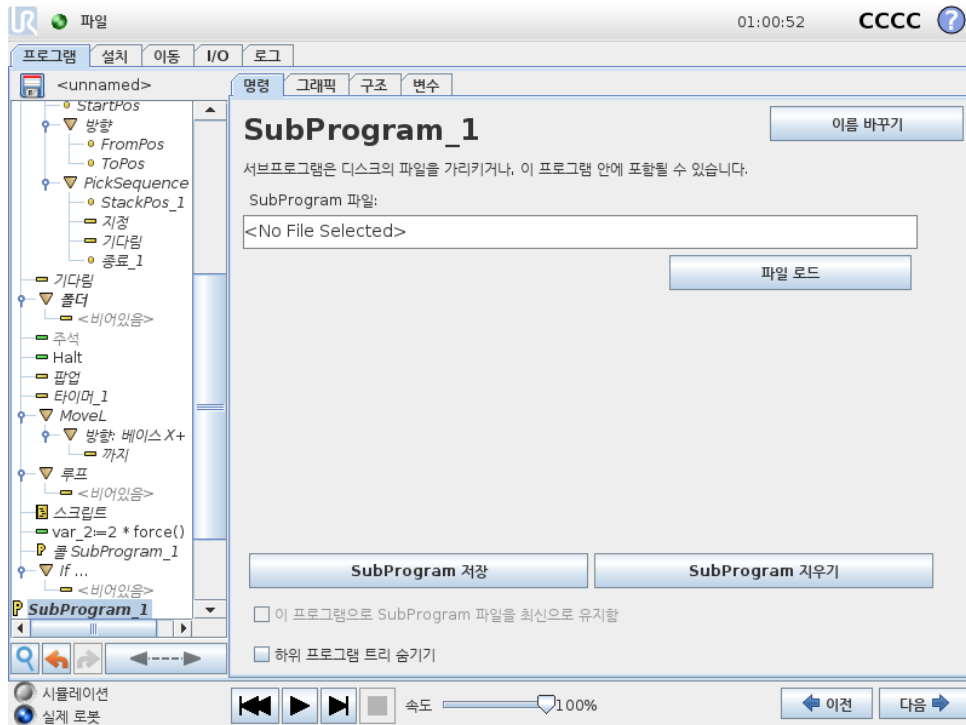 UR 파일 01:00:52 CCCC ?
프로그램 설치 이동 I/O 로그
<unnamed>
명령 그래픽 구조 변수
StartPos
방향
FromPos
ToPos
PickSequence
StackPos_1
지정
기다림
종료_1
기다림
폴더
<비어있음>
주석
Halt
팝업
타이머_1
MoveL
방향: 베이스 X+
까지
루프
<비어있음>
스크립트
var_2≔2 * force()
콜 SubProgram_1
If ...
<비어있음>
SubProgram_1
SubProgram_1
이름 바꾸기
서브프로그램은 디스크의 파일을 가리키거나, 이 프로그램 안에 포함될 수 있습니다.
SubProgram 파일:
<No File Selected>
파일 로드
SubProgram 저장 SubProgram 지우기
이 프로그램으로 SubProgram 파일을 최신으로 유지함
하위 프로그램 트리 숨기기
시뮬레이션
실제 로봇
속도 100%
이전 다음